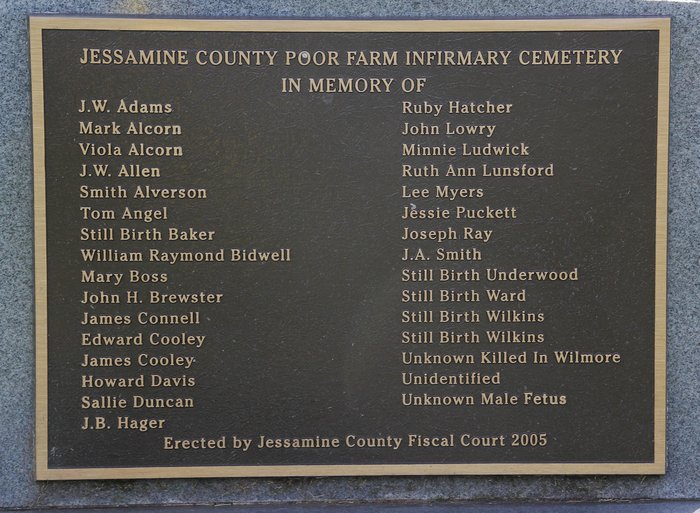 JESSAMINE COUNTY POOR FARM INFIRMARY CEMETERY
IN MEMORY OF
J.W. Adams
Mark Alcorn
Viola Alcorn
J.W. Allen
Smith Alverson
Tom Angel
Still Birth Baker
William Raymond Bidwell
Mary Boss
John H. Brewster
James Connell
Edward Cooley
James Cooley
Howard Davis
Sallie Duncan
J.B. Hager
Ruby Hatcher
John Lowry
Minnie Ludwick
Ruth Ann Lunsford
Lee Myers
Jessie Puckett
Joseph Ray
J.A. Smith
Still Birth Underwood
Still Birth Ward
Still Birth Wilkins
Still Birth Wilkins
Unknown Killed In Wilmore
Unidentified
Unknown Male Fetus
Erected by Jessamine County Fiscal Court 2005